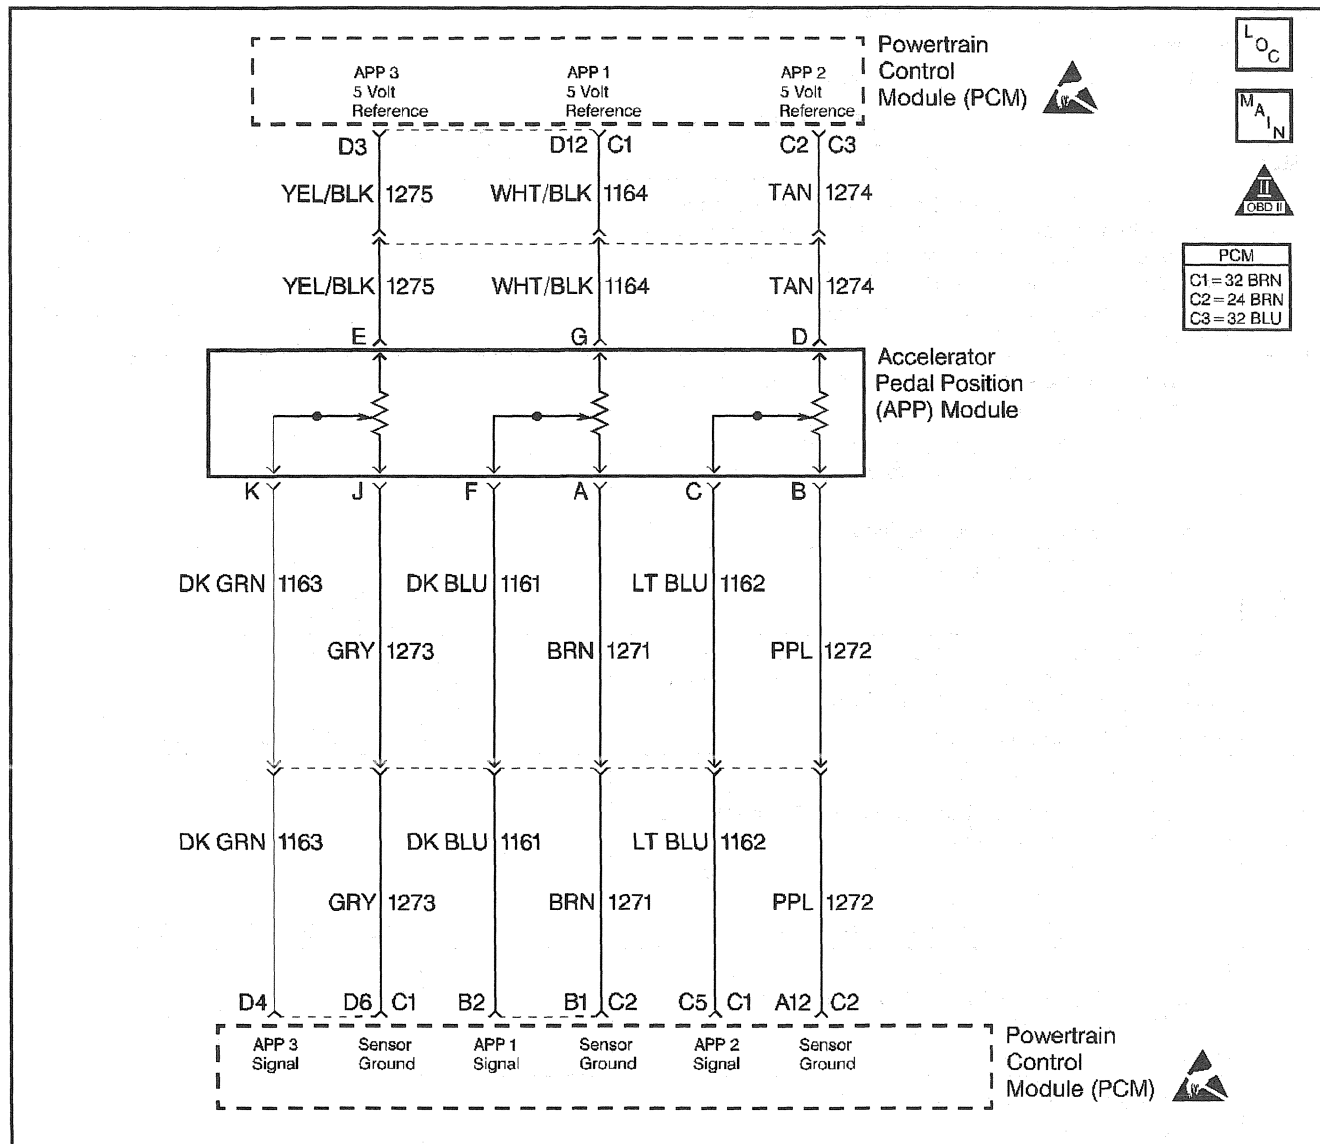 APP 3 5 Volt Reference
APP 1 5 Volt Reference
APP 2 5 Volt Reference
Powertrain
Control
Module (PCM)
LOC
MAIN
II
OBD II
D3 D12 C1 C2 C3
YEL/BLK 1275 WHT/BLK 1164 TAN 1274
PCM
C1=32 BRN
C2=24 BRN
C3=32 BLU
YEL/BLK 1275 WHT/BLK 1164 TAN 1274
E G D
Accelerator
Pedal Position
(APP) Module
K J F A C B
DK GRN 1163 DK BLU 1161 LT BLU 1162
GRY 1273 BRN 1271 PPL 1272
DK GRN 1163 DK BLU 1161 LT BLU 1162
GRY 1273 BRN 1271 PPL 1272
D4 D6 C1 B2 B1 C2 C5 C1 A12 C2
APP 3 Signal
Sensor Ground
APP 1 Signal
Sensor Ground
APP 2 Signal
Sensor Ground
Powertrain
Control
Module (PCM)